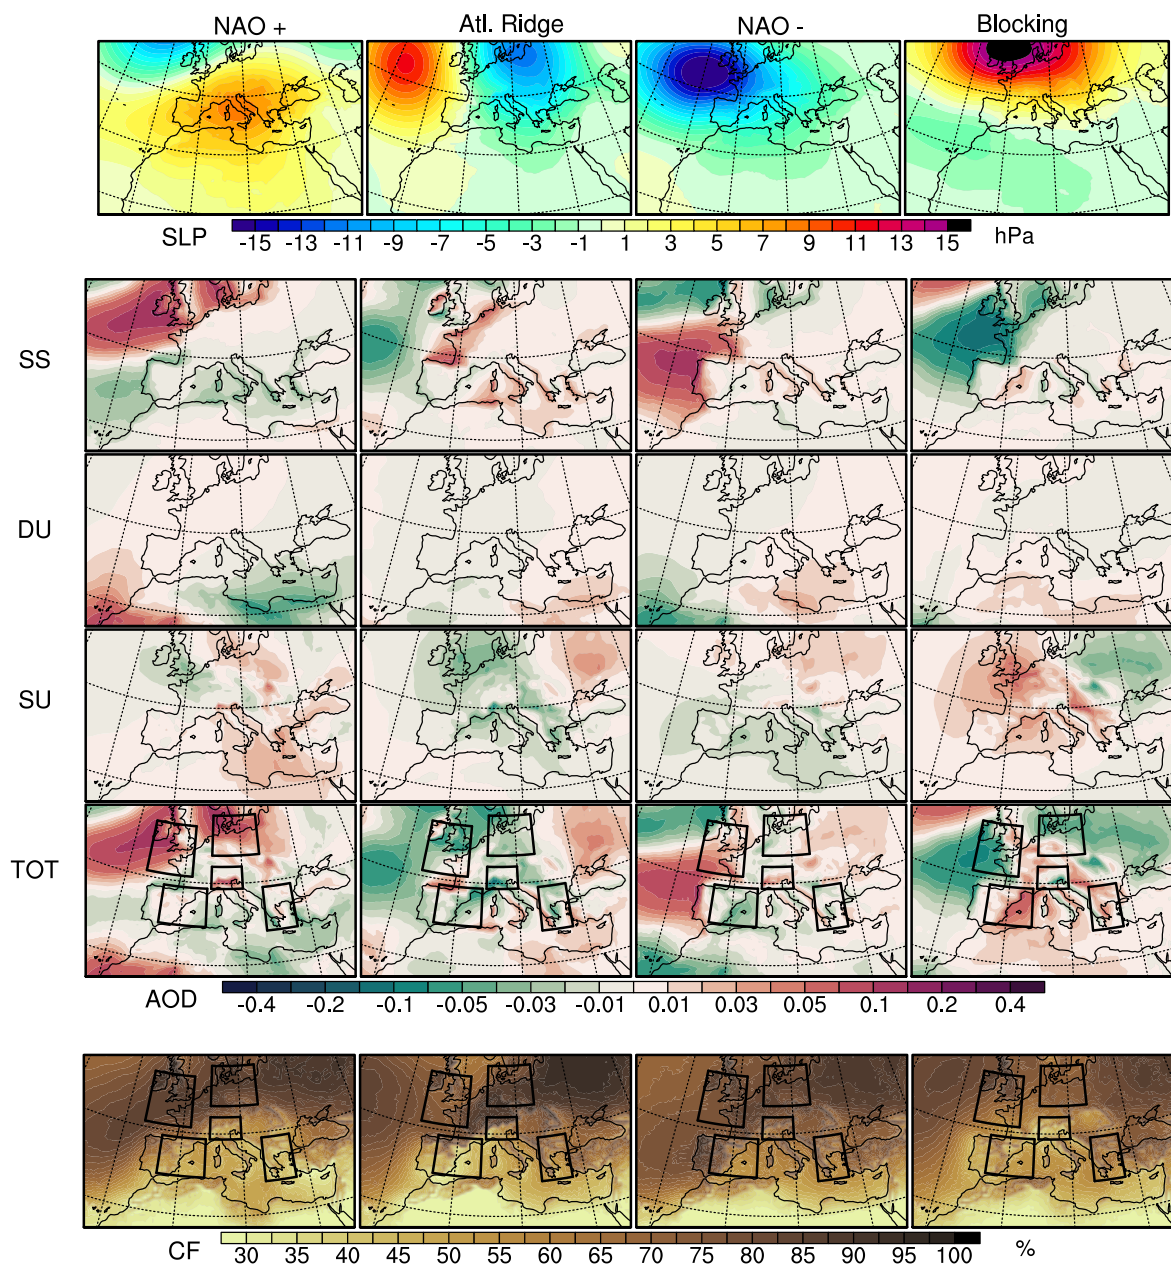 NAO + Atl. Ridge NAO - Blocking
SLP -15 -13 -11 -9 -7 -5 -3 -1 1 3 5 7 9 11 13 15 hPa
SS
DU
SU
TOT
AOD -0.4 -0.2 -0.1 -0.05 -0.03 -0.01 0.01 0.03 0.05 0.1 0.2 0.4
CF 30 35 40 45 50 55 60 65 70 75 80 85 90 95 100 %